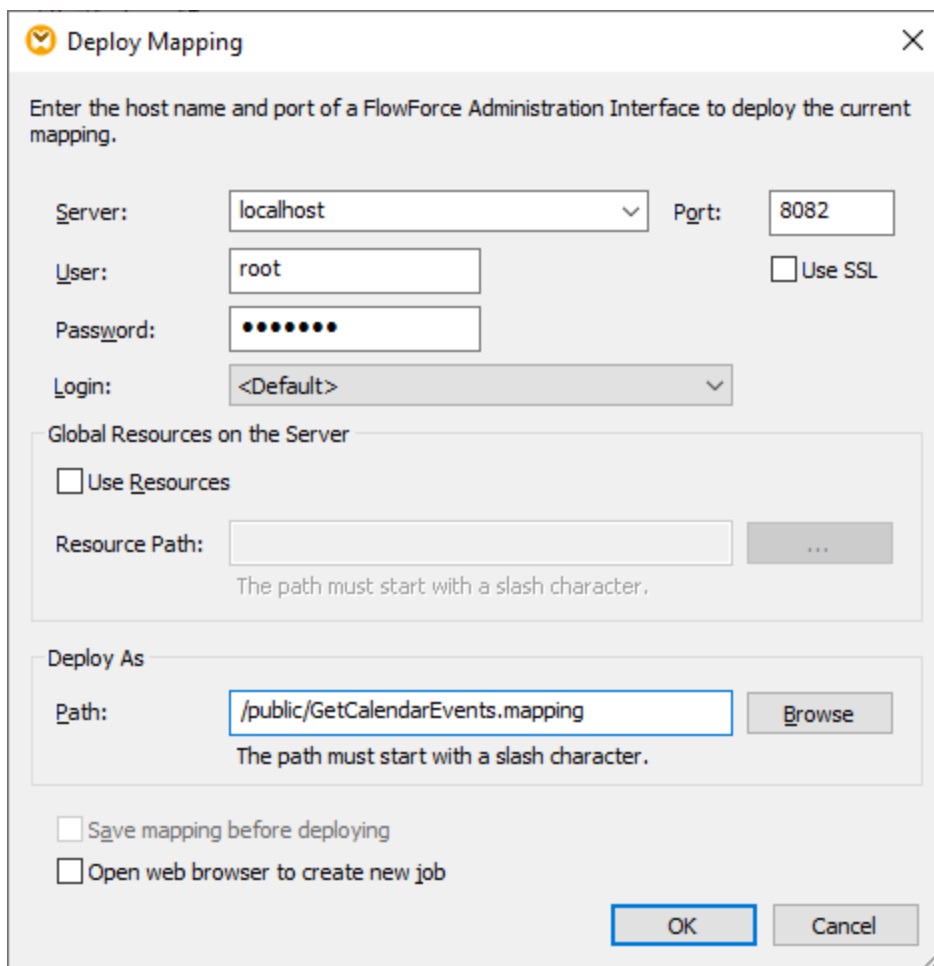 Deploy Mapping
Enter the host name and port of a FlowForce Administration Interface to deploy the current
mapping.
Server: localhost Port: 8082
User: root Use SSL
Password: •••••••
Login: <Default>
Global Resources on the Server
Use Resources
Resource Path: ...
The path must start with a slash character.
Deploy As
Path: /public/GetCalendarEvents.mapping Browse
The path must start with a slash character.
Save mapping before deploying
Open web browser to create new job
OK Cancel